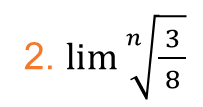 2. lim ⁿ√(3/8)